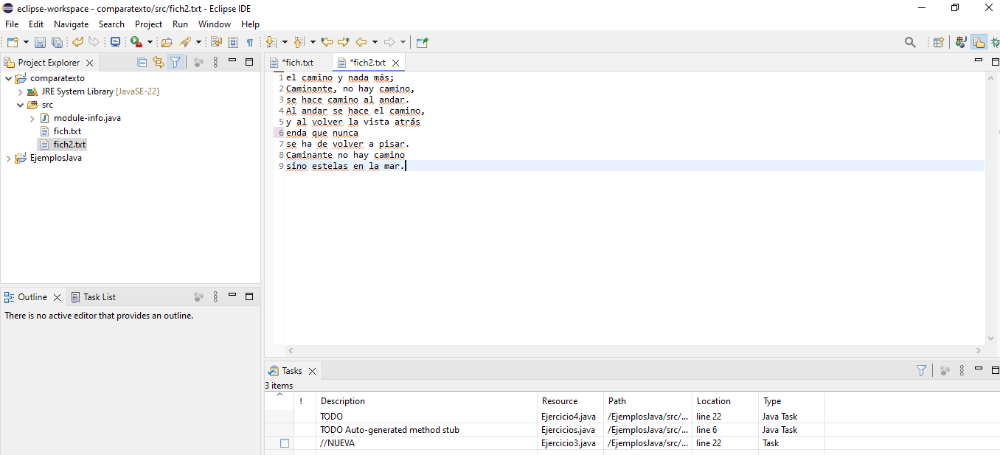 eclipse-workspace - comparatexto/src/fich2.txt - Eclipse IDE
File Edit Navigate Search Project Run Window Help
Project Explorer
comparatexto
JRE System Library [JavaSE-22]
src
module-info.java
fich.txt
fich2.txt
EjemplosJava
*fich.txt *fich2.txt
1 el camino y nada más;
2 Caminante, no hay camino,
3 se hace camino al andar.
4 Al andar se hace el camino,
5 y al volver la vista atrás
6 enda que nunca
7 se ha de volver a pisar.
8 Caminante no hay camino
9 sino estelas en la mar.
Outline Task List
There is no active editor that provides an outline.
Tasks
3 items
! Description Resource Path Location Type
TODO Ejercicio4.java /EjemplosJava/src/... line 22 Java Task
TODO Auto-generated method stub Ejercicios.java /EjemplosJava/src/... line 6 Java Task
//NUEVA Ejercicio3.java /EjemplosJava/src/... line 22 Task